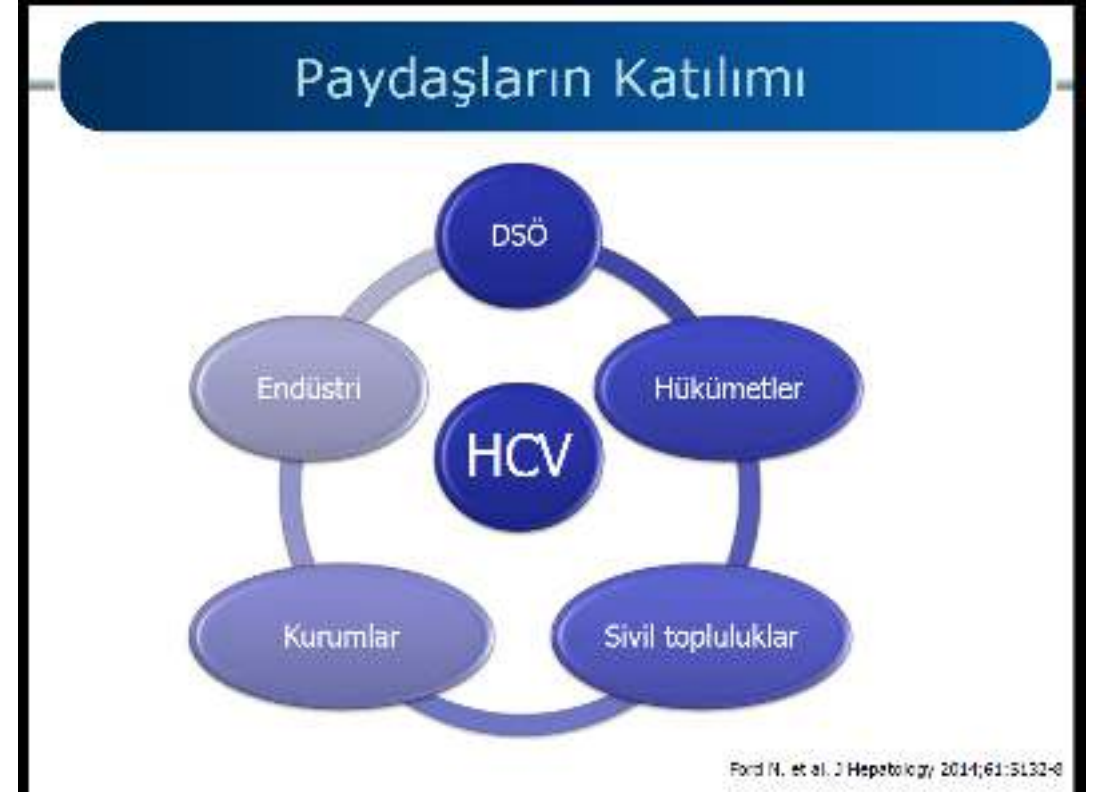 Paydaşların Katılımı
DSÖ
Endüstri
Hükümetler
HCV
Kurumlar
Sivil topluluklar
Ford N. et al. J Hepatology 2014;61:S132-8